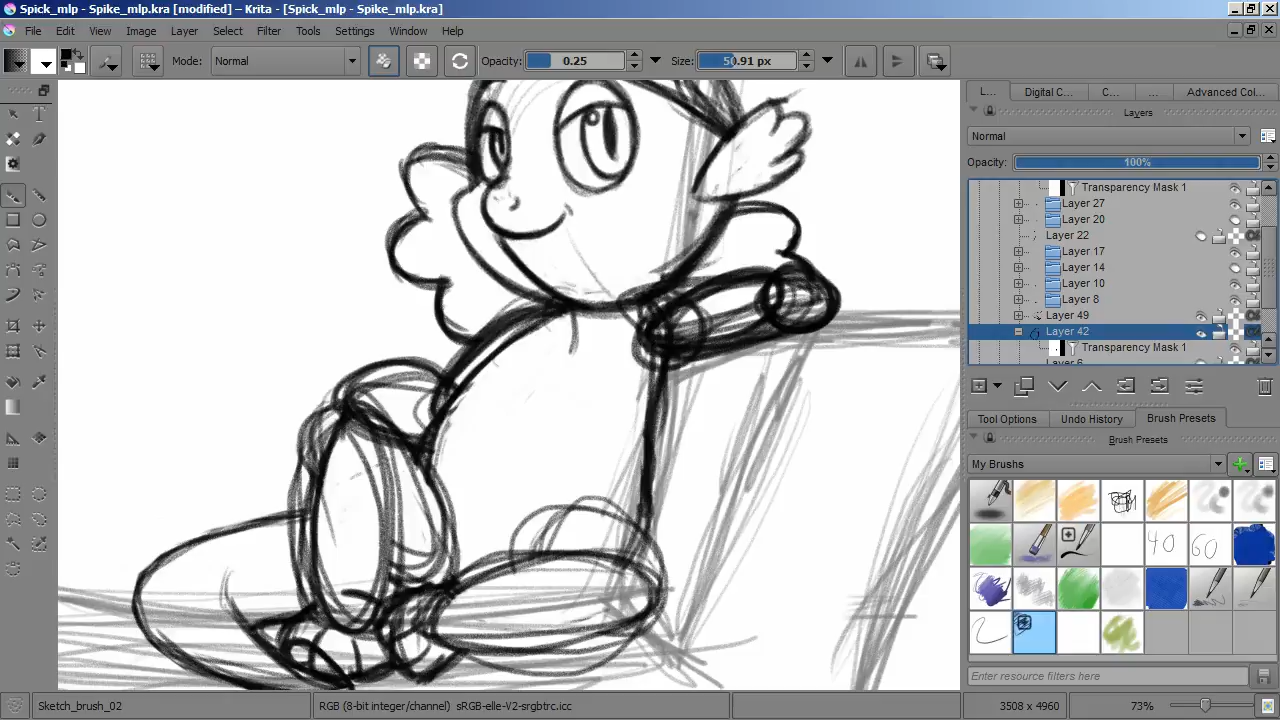 Spick_mlp - Spike_mlp.kra [modified] – Krita - [Spick_mlp - Spike_mlp.kra]
File Edit View Image Layer Select Filter Tools Settings Window Help
Mode: Normal Opacity: 0.25 Size: 50.91 px
L... Digital C... C... ... Advanced Col...
Layers
Normal
Opacity: 100%
Transparency Mask 1
Layer 27
Layer 20
Layer 22
Layer 17
Layer 14
Layer 10
Layer 8
Layer 49
Layer 42
Transparency Mask 1
Layer 6
Tool Options Undo History Brush Presets
Brush Presets
My Brushes
40 60
Enter resource filters here
Sketch_brush_02 RGB (8-bit integer/channel) sRGB-elle-V2-srgbtrc.icc 3508 x 4960 73%